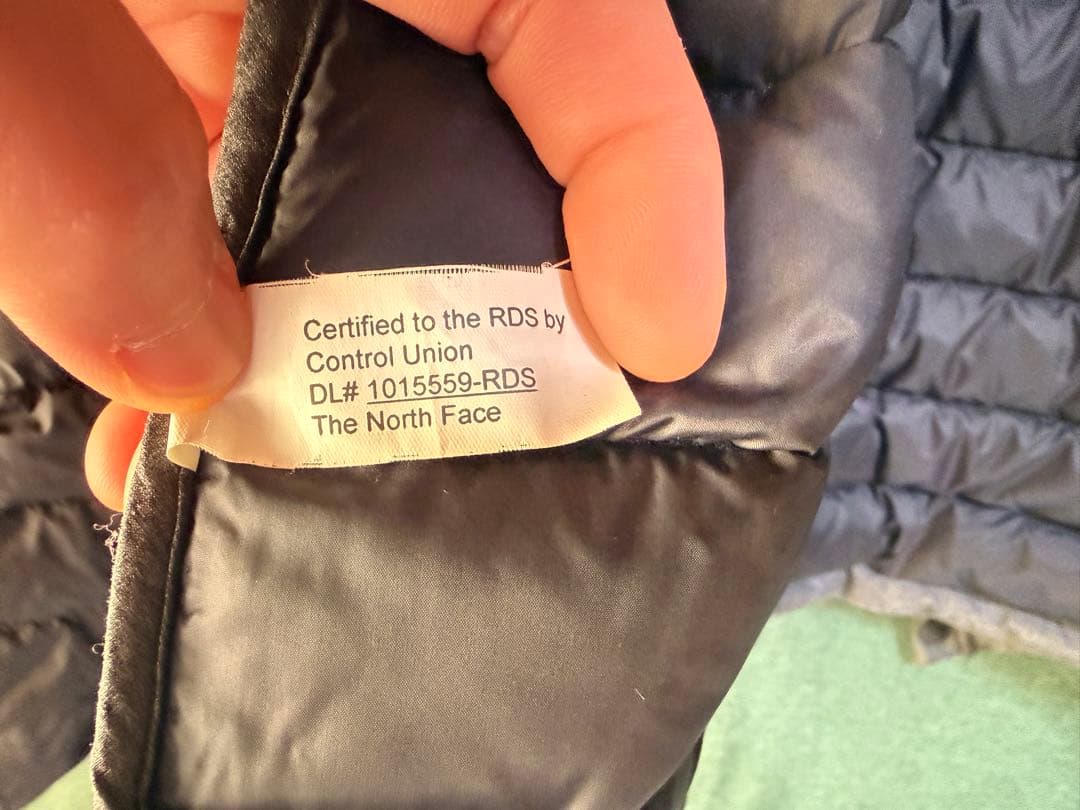 Certified to the RDS by
Control Union
DL# 1015559-RDS
The North Face